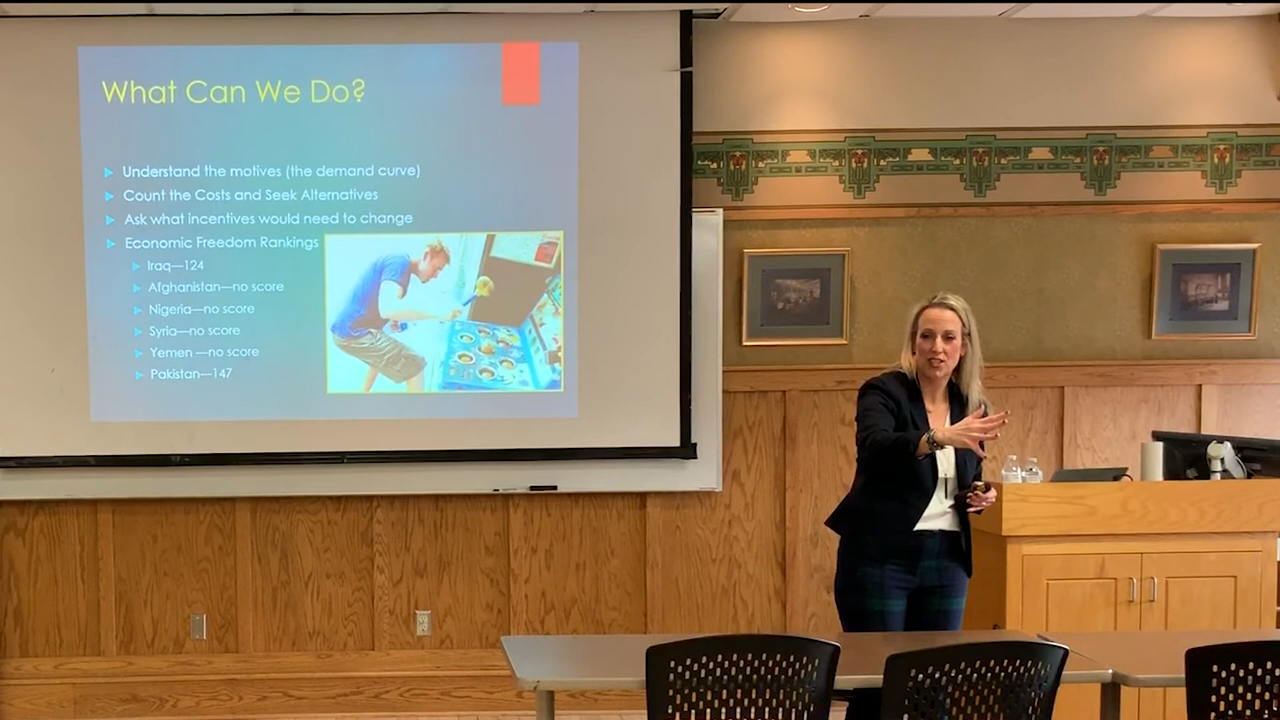 What Can We Do?
Understand the motives (the demand curve)
Count the Costs and Seek Alternatives
Ask what incentives would need to change
Economic Freedom Rankings
Iraq—124
Afghanistan—no score
Nigeria—no score
Syria—no score
Yemen —no score
Pakistan—147